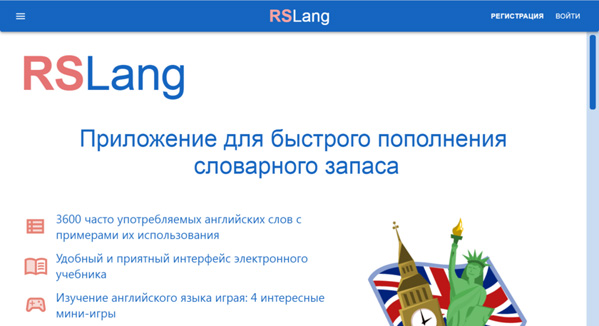 RSLang
РЕГИСТРАЦИЯ ВОЙТИ
RSLang
Приложение для быстрого пополнения
словарного запаса
3600 часто употребляемых английских слов с
примерами их использования
Удобный и приятный интерфейс электронного
учебника
Изучение английского языка играя: 4 интересные
мини-игры